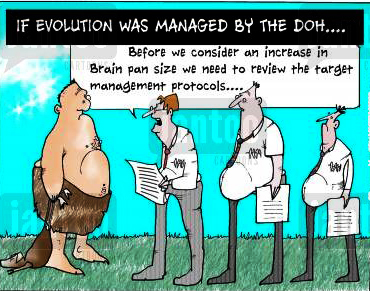 IF EVOLUTION WAS MANAGED BY THE DOH....
Before we consider an increase in
Brain pan size we need to review the target
management protocols....
CARTOONS